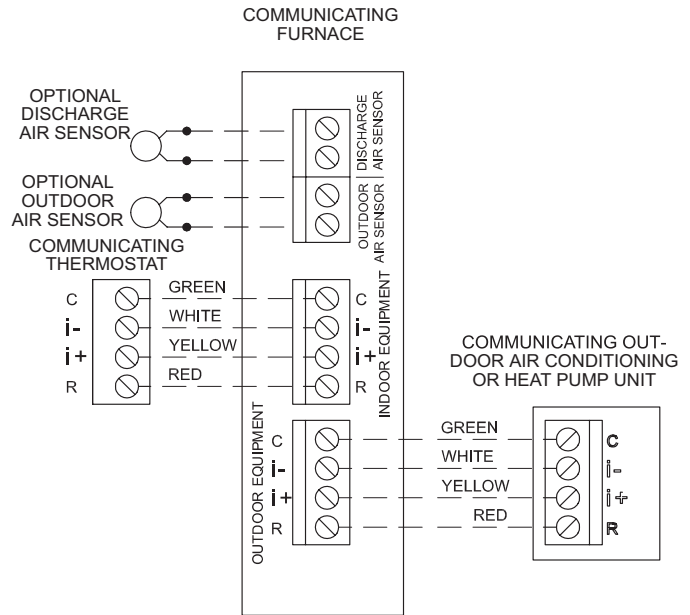 COMMUNICATING
FURNACE
OPTIONAL
DISCHARGE
AIR SENSOR
DISCHARGE
AIR SENSOR
OPTIONAL
OUTDOOR
AIR SENSOR
OUTDOOR
AIR SENSOR
COMMUNICATING
THERMOSTAT
C
i-
i+
R
GREEN
WHITE
YELLOW
RED
C
i-
i+
R
INDOOR EQUIPMENT
COMMUNICATING OUT-
DOOR AIR CONDITIONING
OR HEAT PUMP UNIT
OUTDOOR EQUIPMENT
C
i-
i+
R
GREEN
WHITE
YELLOW
RED
C
i-
i+
R